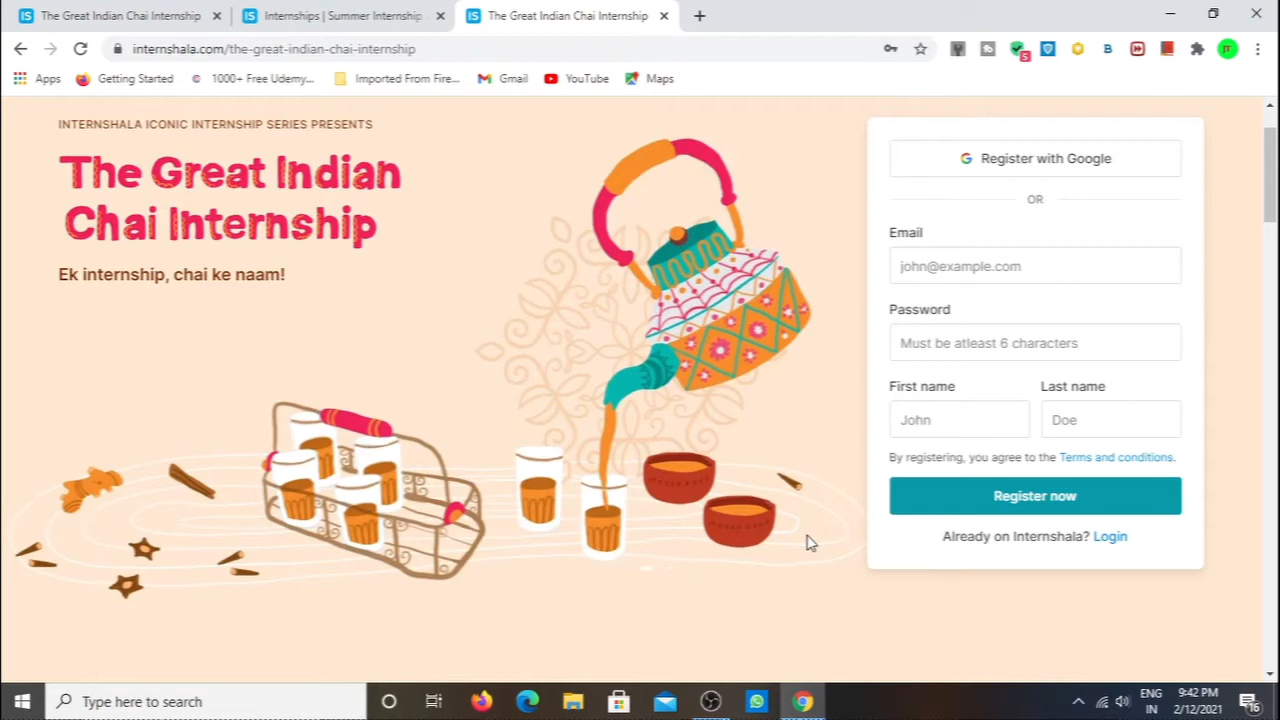 The Great Indian Chai Internship
Internships | Summer Internship
The Great Indian Chai Internship
internshala.com/the-great-indian-chai-internship
5
JT
Apps
Getting Started
1000+ Free Udemy...
Imported From Fire...
Gmail
YouTube
Maps
INTERNSHALA ICONIC INTERNSHIP SERIES PRESENTS
The Great Indian
Chai Internship
Ek internship, chai ke naam!
Register with Google
OR
Email
john@example.com
Password
Must be atleast 6 characters
First name
Last name
John
Doe
By registering, you agree to the Terms and conditions.
Register now
Already on Internshala? Login
Type here to search
ENG
IN
9:42 PM
2/12/2021
16